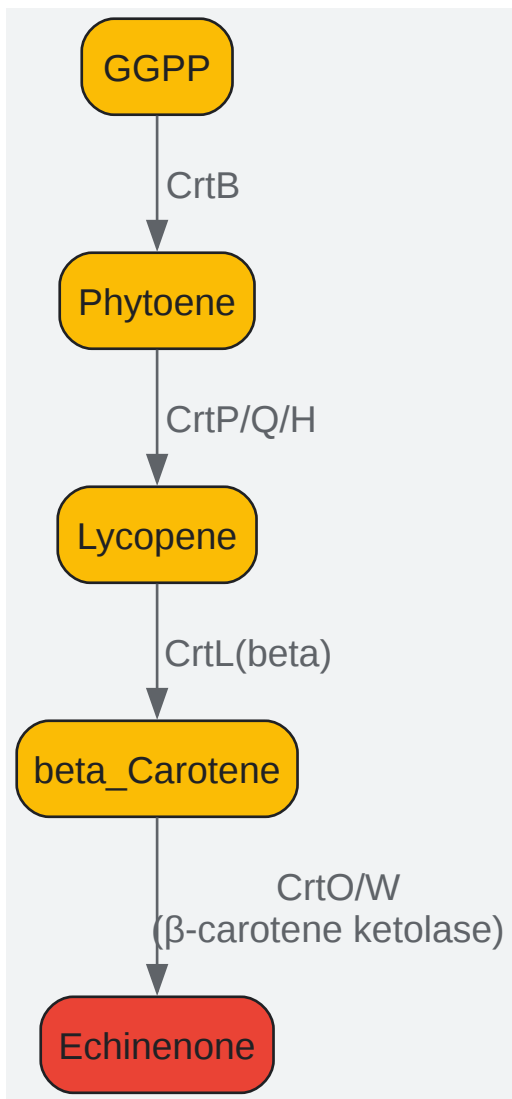 GGPP
CrtB
Phytoene
CrtP/Q/H
Lycopene
CrtL(beta)
beta_Carotene
CrtO/W
(β-carotene ketolase)
Echinenone